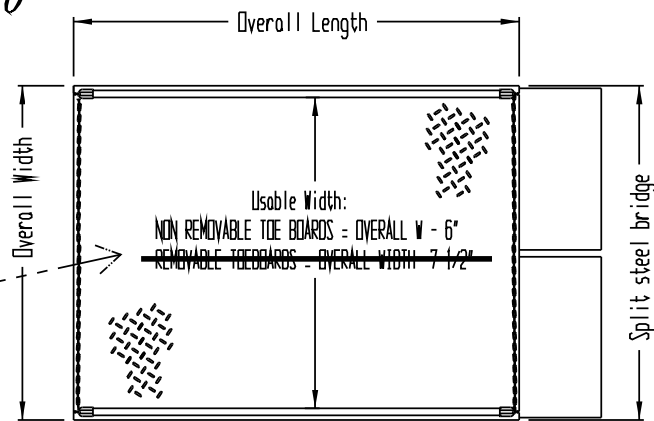 Overall Length
Overall Width
Usable Width:
NON REMOVABLE TOE BOARDS = OVERALL W - 6"
REMOVABLE TOEBOARDS - OVERALL WIDTH 7 1/2"
Split steel bridge